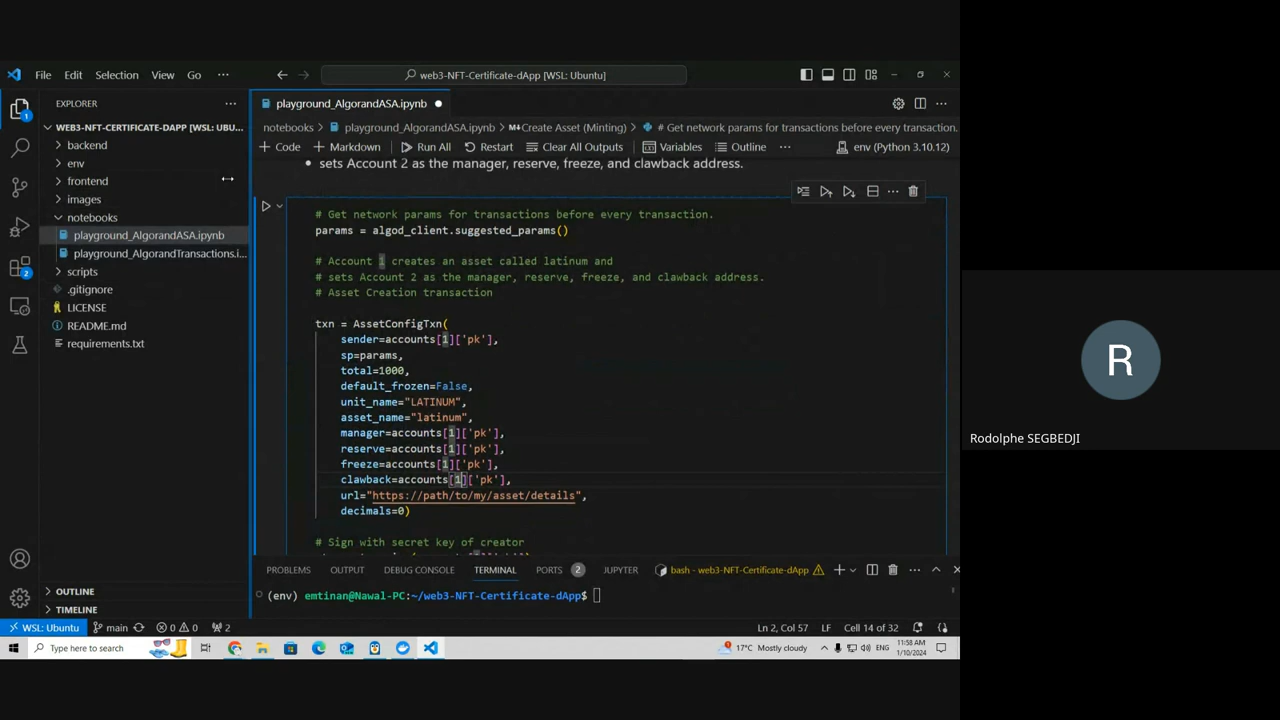 File Edit Selection View Go ··· web3-NFT-Certificate-dApp [WSL: Ubuntu]
EXPLORER
WEB3-NFT-CERTIFICATE-DAPP [WSL: UBU...
backend
env
frontend
images
notebooks
playground_AlgorandASA.ipynb
playground_AlgorandTransactions.i...
scripts
.gitignore
LICENSE
README.md
requirements.txt
OUTLINE
TIMELINE
playground_AlgorandASA.ipynb
notebooks > playground_AlgorandASA.ipynb > Create Asset (Minting) > # Get network params for transactions before every transaction.
+ Code + Markdown Run All Restart Clear All Outputs Variables Outline ··· env (Python 3.10.12)
• sets Account 2 as the manager, reserve, freeze, and clawback address.
# Get network params for transactions before every transaction.
params = algod_client.suggested_params()
# Account 1 creates an asset called latinum and
# sets Account 2 as the manager, reserve, freeze, and clawback address.
# Asset Creation transaction
txn = AssetConfigTxn(
sender=accounts[1]['pk'],
sp=params,
total=1000,
default_frozen=False,
unit_name="LATINUM",
asset_name="latinum",
manager=accounts[1]['pk'],
reserve=accounts[1]['pk'],
freeze=accounts[1]['pk'],
clawback=accounts[1]['pk'],
url="https://path/to/my/asset/details",
decimals=0)
# Sign with secret key of creator
PROBLEMS OUTPUT DEBUG CONSOLE TERMINAL PORTS 2 JUPYTER bash - web3-NFT-Certificate-dApp
(env) emtinan@Nawal-PC:~/web3-NFT-Certificate-dApp$
WSL: Ubuntu main 0 0 2 Ln 2, Col 57 LF Cell 14 of 32
Type here to search 17°C Mostly cloudy ENG 11:58 AM
1/10/2024
R
Rodolphe SEGBEDJI